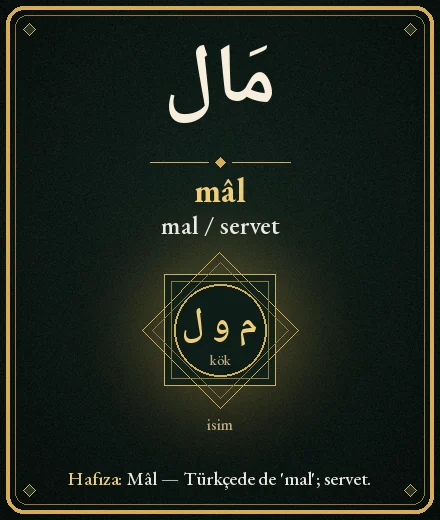 مَال
mâl
mal / servet
م و ل
kök
isim
Hafıza: Mâl — Türkçede de 'mal'; servet.